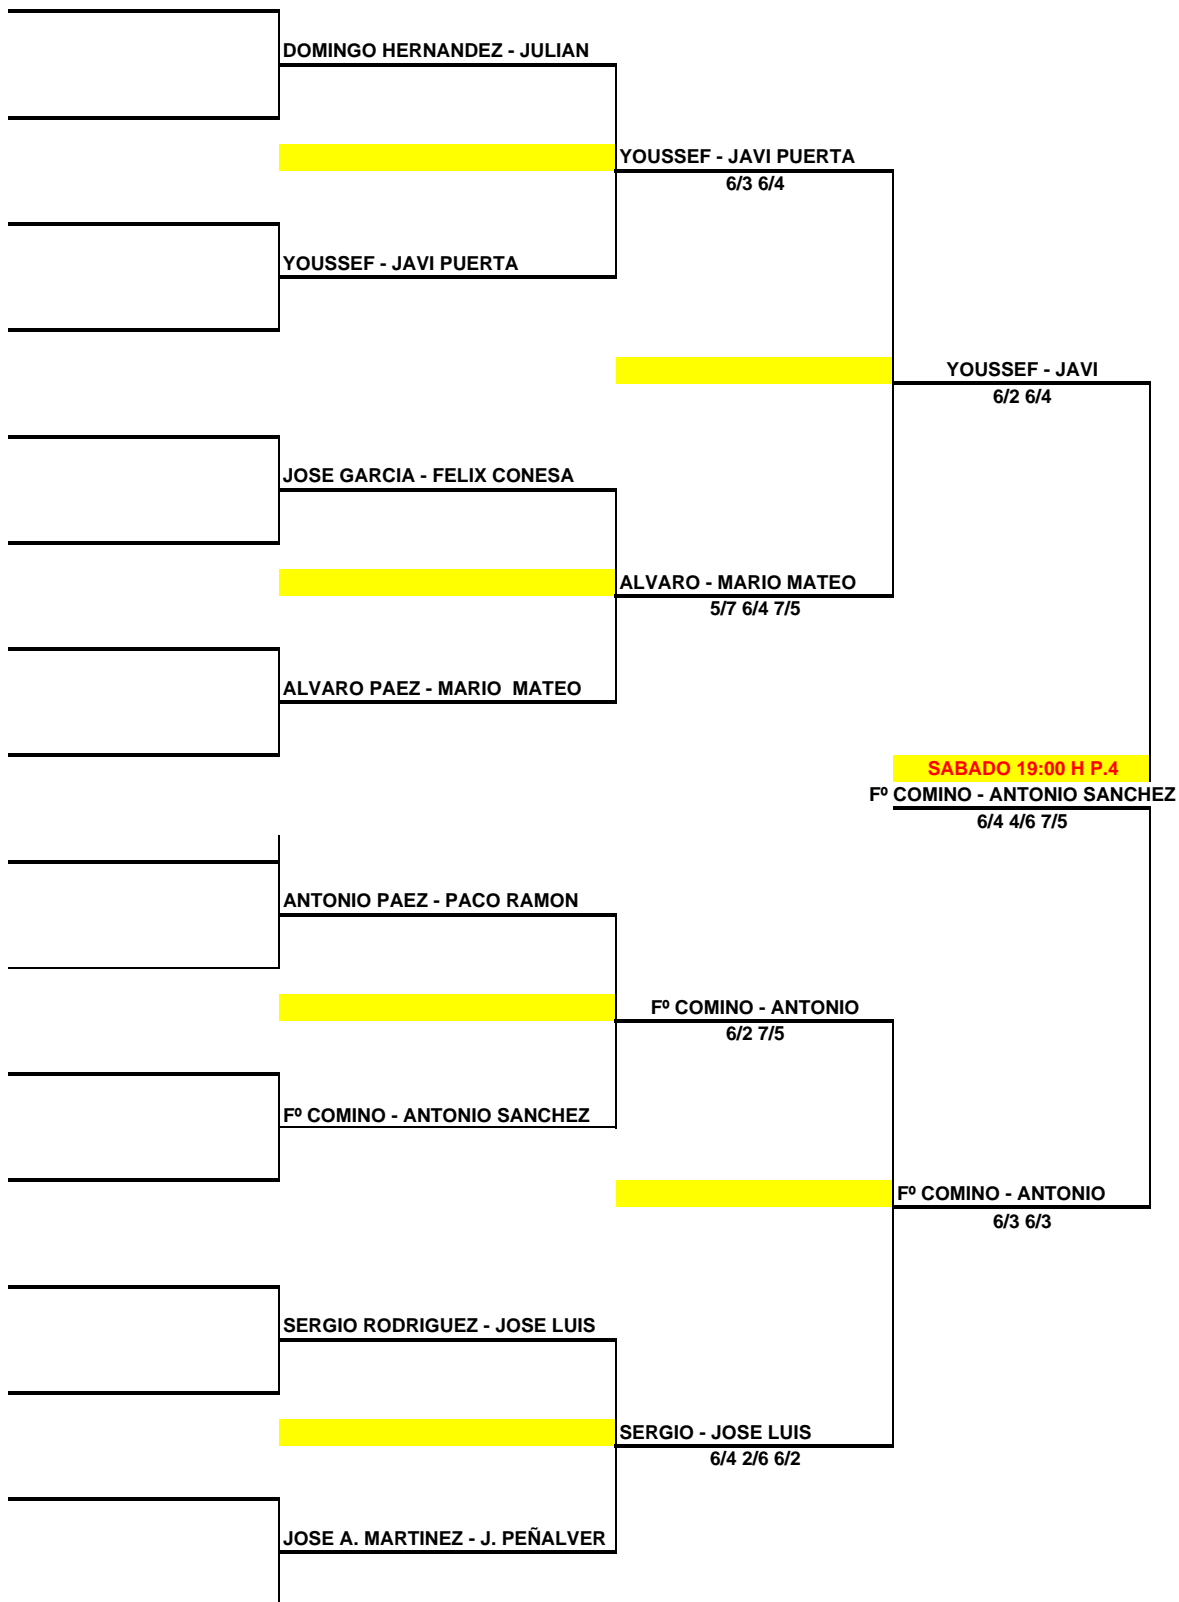 DOMINGO HERNANDEZ - JULIAN
YOUSSEF - JAVI PUERTA
6/3 6/4
YOUSSEF - JAVI PUERTA
YOUSSEF - JAVI
6/2 6/4
JOSE GARCIA - FELIX CONESA
ALVARO - MARIO MATEO
5/7 6/4 7/5
ALVARO PAEZ - MARIO  MATEO
SABADO 19:00 H P.4
Fº COMINO - ANTONIO SANCHEZ
6/4 4/6 7/5
ANTONIO PAEZ - PACO RAMON
Fº COMINO - ANTONIO
6/2 7/5
Fº COMINO - ANTONIO SANCHEZ
Fº COMINO - ANTONIO
6/3 6/3
SERGIO RODRIGUEZ - JOSE LUIS
SERGIO - JOSE LUIS
6/4 2/6 6/2
JOSE A. MARTINEZ - J. PEÑALVER